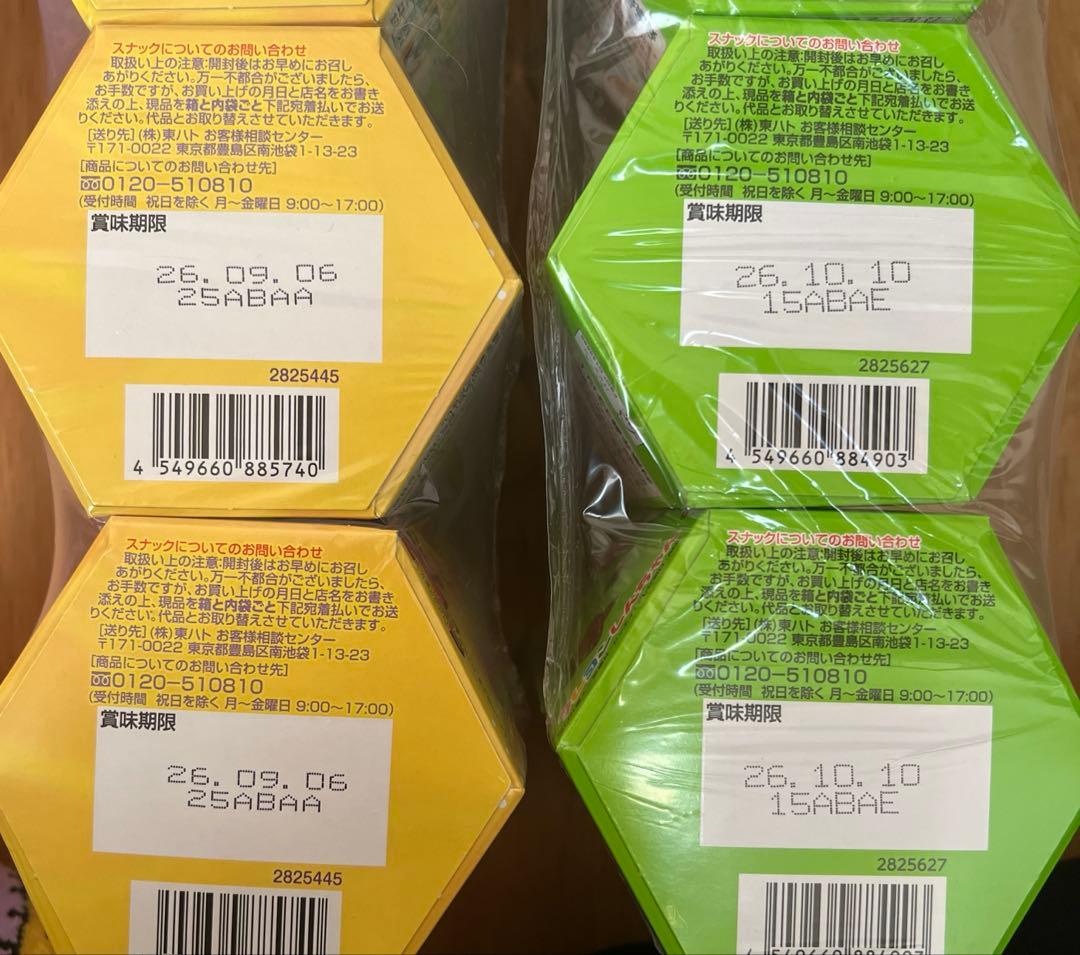 スナックについてのお問い合わせ
取扱い上の注意:開封後はお早めにお召し
あがりください。万一不都合がございましたら、
お手数ですが、お買い上げの月日と店名をお書き
添えの上、現品を箱と内袋ごと下記宛着払いでお送
りください。代品とお取り替えさせていただきます。
[送り先](株)東ハト お客様相談センター
〒171-0022 東京都豊島区南池袋1-13-23
[商品についてのお問い合わせ先]
0120-510810
(受付時間 祝日を除く 月～金曜日 9:00～17:00)
賞味期限
26.09.06
25ABAA
2825445
4 549660 885740
スナックについてのお問い合わせ
取扱い上の注意:開封後はお早めにお召し
あがりください。万一不都合がございましたら、
お手数ですが、お買い上げの月日と店名をお書き
添えの上、現品を箱と内袋ごと下記宛着払いでお送
りください。代品とお取り替えさせていただきます。
[送り先](株)東ハト お客様相談センター
〒171-0022 東京都豊島区南池袋1-13-23
[商品についてのお問い合わせ先]
0120-510810
(受付時間 祝日を除く 月～金曜日 9:00～17:00)
賞味期限
26.10.10
15ABAE
2825627
4 549660 884903
スナックについてのお問い合わせ
取扱い上の注意:開封後はお早めにお召し
あがりください。万一不都合がございましたら、
お手数ですが、お買い上げの月日と店名をお書き
添えの上、現品を箱と内袋ごと下記宛着払いでお送
りください。代品とお取り替えさせていただきます。
[送り先](株)東ハト お客様相談センター
〒171-0022 東京都豊島区南池袋1-13-23
[商品についてのお問い合わせ先]
0120-510810
(受付時間 祝日を除く 月～金曜日 9:00～17:00)
賞味期限
26.09.06
25ABAA
2825445
スナックについてのお問い合わせ
取扱い上の注意:開封後はお早めにお召し
あがりください。万一不都合がございましたら、
お手数ですが、お買い上げの月日と店名をお書き
添えの上、現品を箱と内袋ごと下記宛着払いでお送
りください。代品とお取り替えさせていただきます。
[送り先](株)東ハト お客様相談センター
〒171-0022 東京都豊島区南池袋1-13-23
[商品についてのお問い合わせ先]
0120-510810
(受付時間 祝日を除く 月～金曜日 9:00～17:00)
賞味期限
26.10.10
15ABAE
2825627